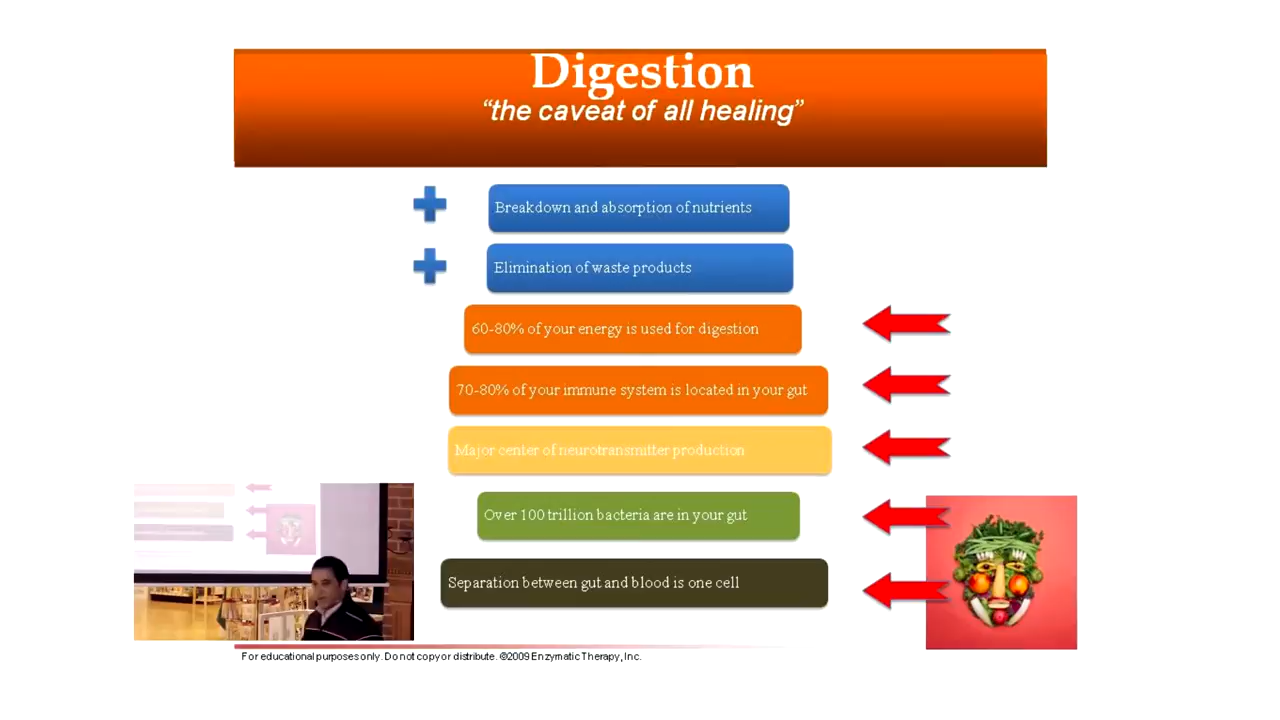 Digestion
“the caveat of all healing”
Breakdown and absorption of nutrients
Elimination of waste products
60-80% of your energy is used for digestion
70-80% of your immune system is located in your gut
Major center of neurotransmitter production
Over 100 trillion bacteria are in your gut
Separation between gut and blood is one cell
For educational purposes only. Do not copy or distribute. ©2009 Enzymatic Therapy, Inc.